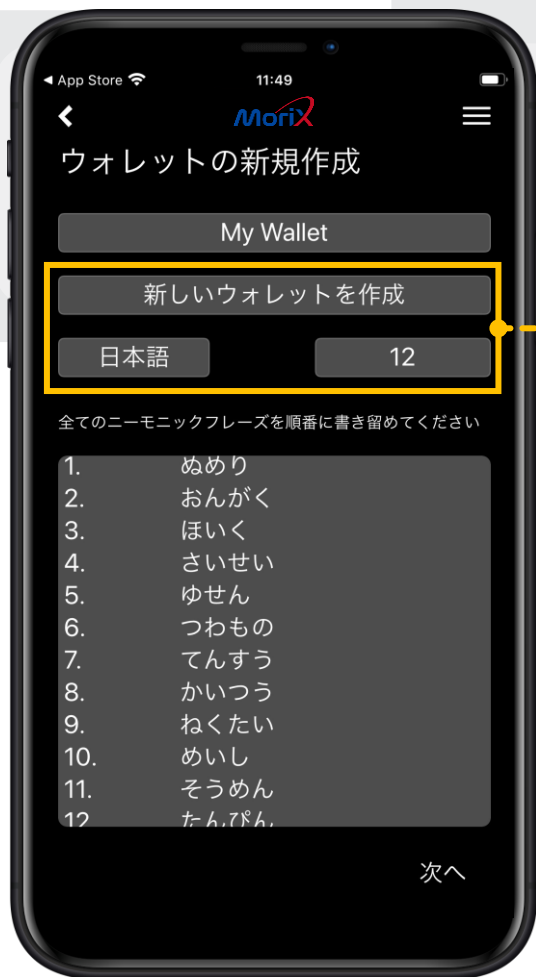 ◀ App Store
11:49
MoriX
ウォレットの新規作成
My Wallet
新しいウォレットを作成
日本語 12
全てのニーモニックフレーズを順番に書き留めてください
1. ぬめり
2. おんがく
3. ほいく
4. さいせい
5. ゆせん
6. つわもの
7. てんすう
8. かいつう
9. ねくたい
10. めいし
11. そうめん
12 たんぴん
次へ